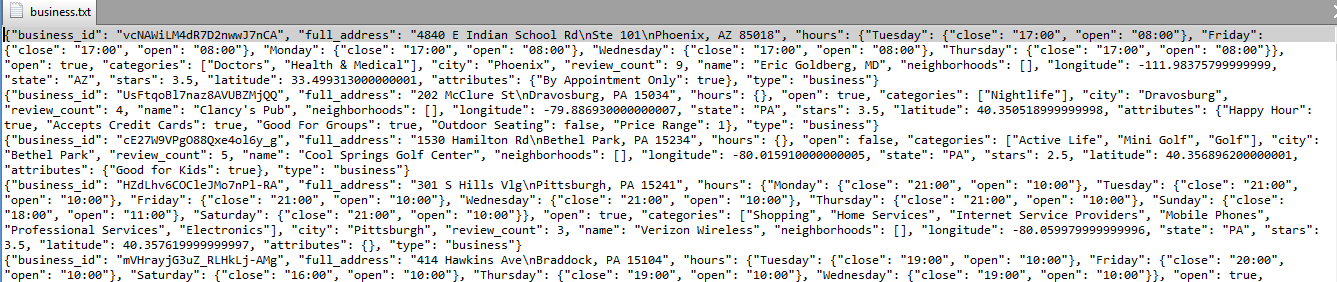 business.txt
{"business_id": "vcNAWiLM4dR7D2nwwJ7nCA", "full_address": "4840 E Indian School Rd\nSte 101\nPhoenix, AZ 85018", "hours": {"Tuesday": {"close": "17:00", "open": "08:00"}, "Friday":
{"close": "17:00", "open": "08:00"}, "Monday": {"close": "17:00", "open": "08:00"}, "Wednesday": {"close": "17:00", "open": "08:00"}, "Thursday": {"close": "17:00", "open": "08:00"}},
"open": true, "categories": ["Doctors", "Health & Medical"], "city": "Phoenix", "review_count": 9, "name": "Eric Goldberg, MD", "neighborhoods": [], "longitude": -111.98375799999999,
"state": "AZ", "stars": 3.5, "latitude": 33.499313000000001, "attributes": {"By Appointment Only": true}, "type": "business"}
{"business_id": "UsFtqoBl7naz8AVUBZMjQQ", "full_address": "202 McClure St\nDravosburg, PA 15034", "hours": {}, "open": true, "categories": ["Nightlife"], "city": "Dravosburg",
"review_count": 4, "name": "Clancy's Pub", "neighborhoods": [], "longitude": -79.886930000000007, "state": "PA", "stars": 3.5, "latitude": 40.350518999999998, "attributes": {"Happy Hour":
true, "Accepts Credit Cards": true, "Good For Groups": true, "Outdoor Seating": false, "Price Range": 1}, "type": "business"}
{"business_id": "cE27W9VPgO88Qxe4ol6y_g", "full_address": "1530 Hamilton Rd\nBethel Park, PA 15234", "hours": {}, "open": false, "categories": ["Active Life", "Mini Golf", "Golf"], "city":
"Bethel Park", "review_count": 5, "name": "Cool Springs Golf Center", "neighborhoods": [], "longitude": -80.015910000000005, "state": "PA", "stars": 2.5, "latitude": 40.356896200000001,
"attributes": {"Good for Kids": true}, "type": "business"}
{"business_id": "HZdLhv6COCleJMo7nPl-RA", "full_address": "301 S Hills Vlg\nPittsburgh, PA 15241", "hours": {"Monday": {"close": "21:00", "open": "10:00"}, "Tuesday": {"close": "21:00",
"open": "10:00"}, "Friday": {"close": "21:00", "open": "10:00"}, "Wednesday": {"close": "21:00", "open": "10:00"}, "Thursday": {"close": "21:00", "open": "10:00"}, "Sunday": {"close":
"18:00", "open": "11:00"}, "Saturday": {"close": "21:00", "open": "10:00"}}, "open": true, "categories": ["Shopping", "Home Services", "Internet Service Providers", "Mobile Phones",
"Professional Services", "Electronics"], "city": "Pittsburgh", "review_count": 3, "name": "Verizon Wireless", "neighborhoods": [], "longitude": -80.059979999999996, "state": "PA", "stars":
3.5, "latitude": 40.357619999999997, "attributes": {}, "type": "business"}
{"business_id": "mVHrayjG3uZ_RLHkLj-AMg", "full_address": "414 Hawkins Ave\nBraddock, PA 15104", "hours": {"Tuesday": {"close": "19:00", "open": "10:00"}, "Friday": {"close": "20:00",
"open": "10:00"}, "Saturday": {"close": "16:00", "open": "10:00"}, "Thursday": {"close": "19:00", "open": "10:00"}, "Wednesday": {"close": "19:00", "open": "10:00"}}, "open": true,